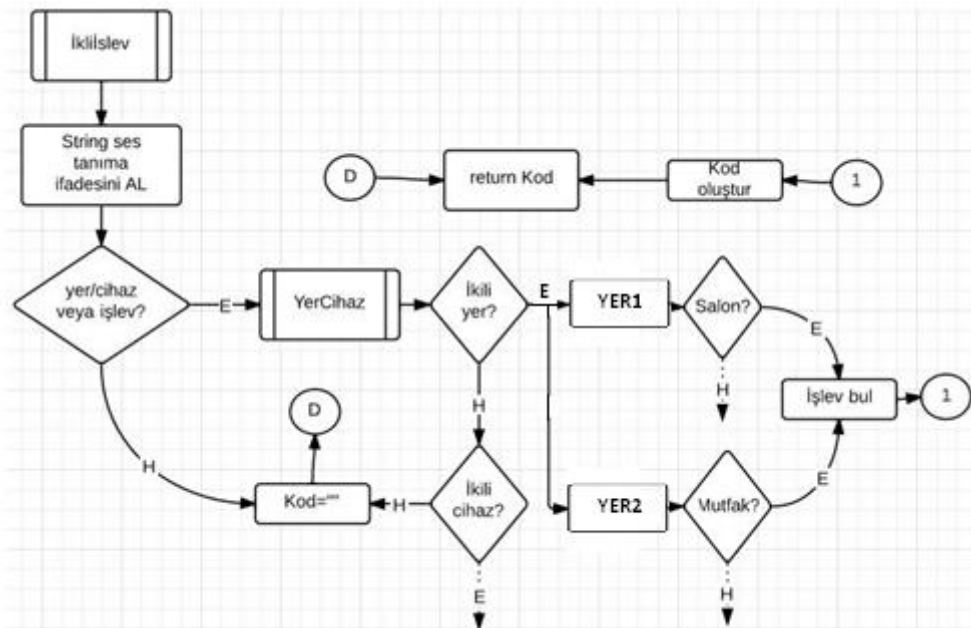 İkliİslev
String ses
tanıma
ifadesini AL
D
return Kod
Kod
oluştur
1
yer/cihaz
veya işlev?
E
YerCihaz
İkili
yer?
E
YER1
Salon?
E
H
İşlev bul
1
H
D
H
Kod=""
H
İkili
cihaz?
YER2
Mutfak?
E
E
H